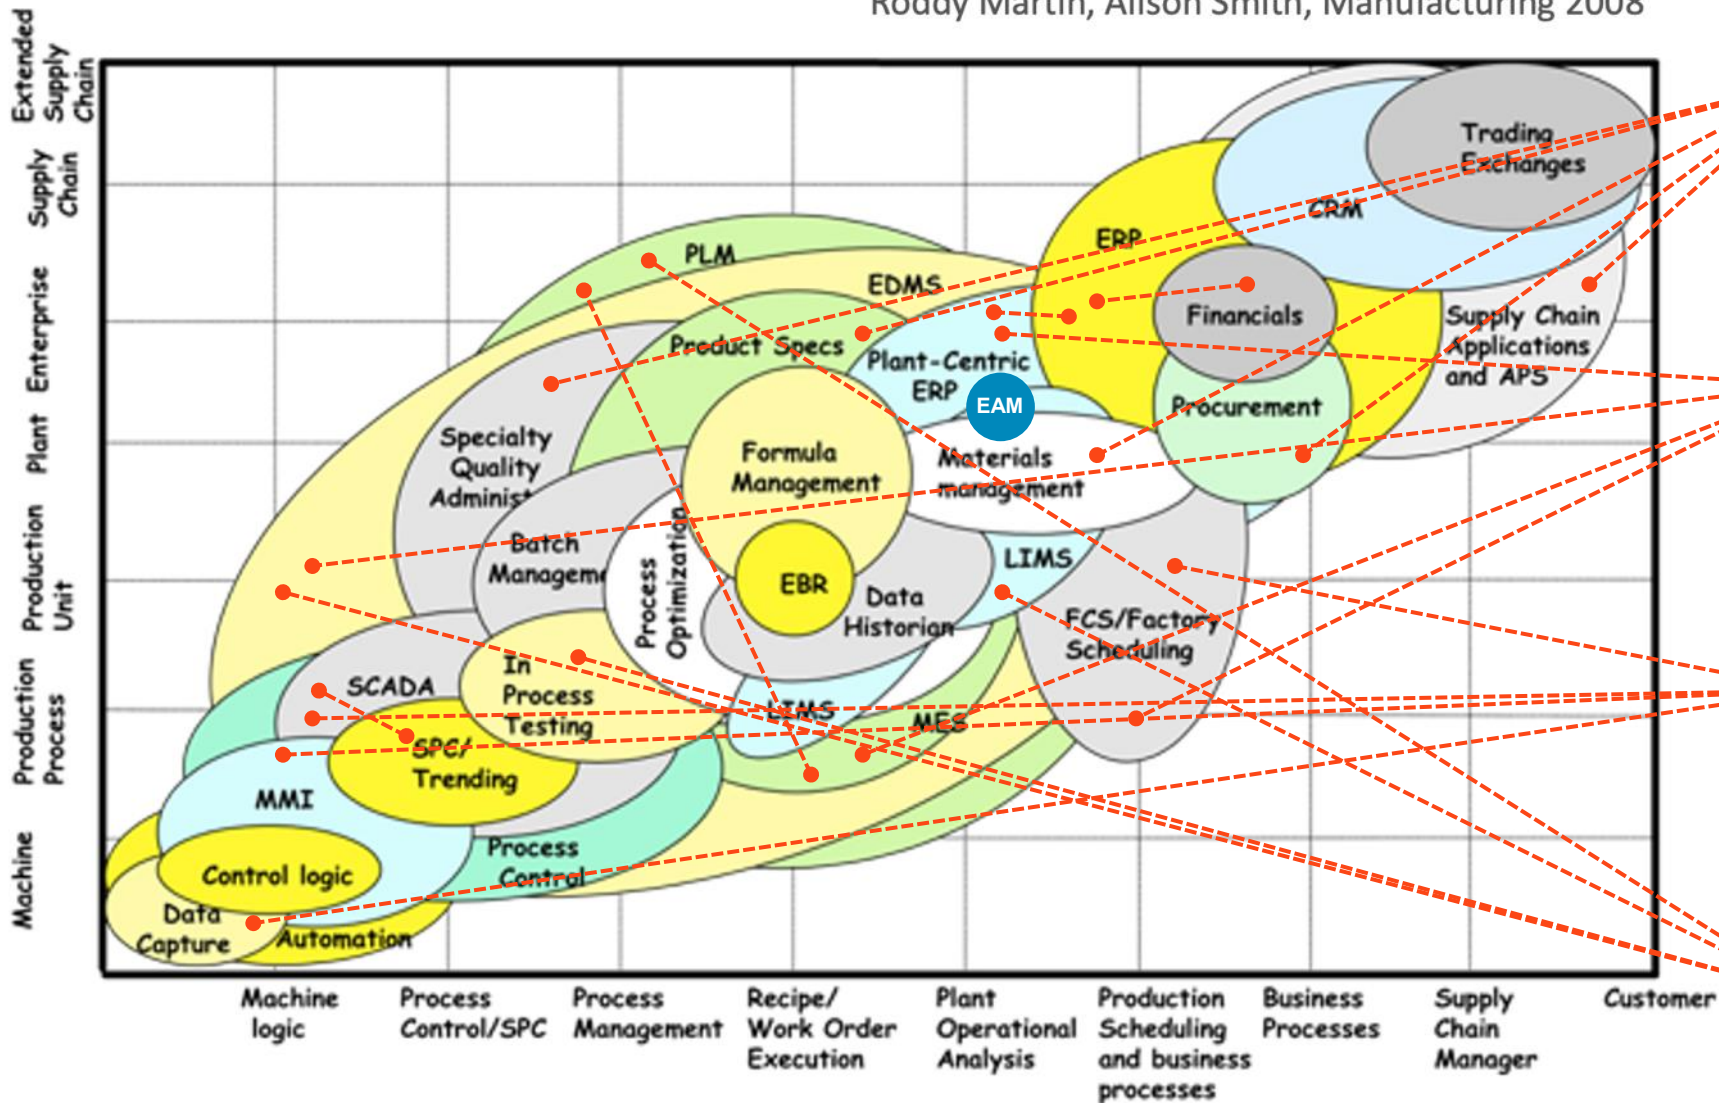 Roddy Martin, Alison Smith, Manufacturing 2008
Extended
Supply
Chain
Supply
Chain
Enterprise
Plant
Production
Unit
Production
Process
Machine
Trading
Exchanges
CRM
ERP
PLM
EDMS
Financials
Supply Chain
Applications
and APS
Product Specs
Plant-Centric
ERP
EAM
Procurement
Specialty
Quality
Administ
Formula
Management
Materials
management
Batch
Manageme
Process
Optimization
EBR
Data
Historian
LIMS
FCS/Factory
Scheduling
In
Process
Testing
SCADA
LIMS
MES
SPC/
Trending
MMI
Process
Control
Control logic
Data
Capture
Automation
Machine
logic
Process
Control/SPC
Process
Management
Recipe/
Work Order
Execution
Plant
Operational
Analysis
Production
Scheduling
and business
processes
Business
Processes
Supply
Chain
Manager
Customer